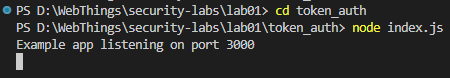 PS D:\WebThings\security-labs\lab01> cd token_auth
PS D:\WebThings\security-labs\lab01\token_auth> node index.js
Example app listening on port 3000